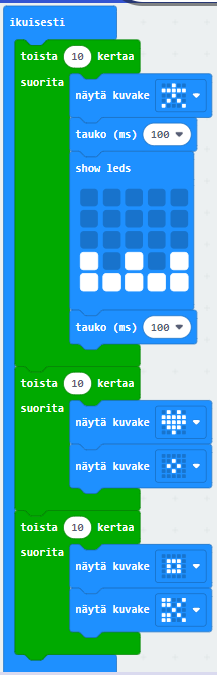 ikuisesti
toista 10 kertaa
suorita
näytä kuvake
tauko (ms) 100
show leds
tauko (ms) 100
toista 10 kertaa
suorita
näytä kuvake
näytä kuvake
toista 10 kertaa
suorita
näytä kuvake
näytä kuvake